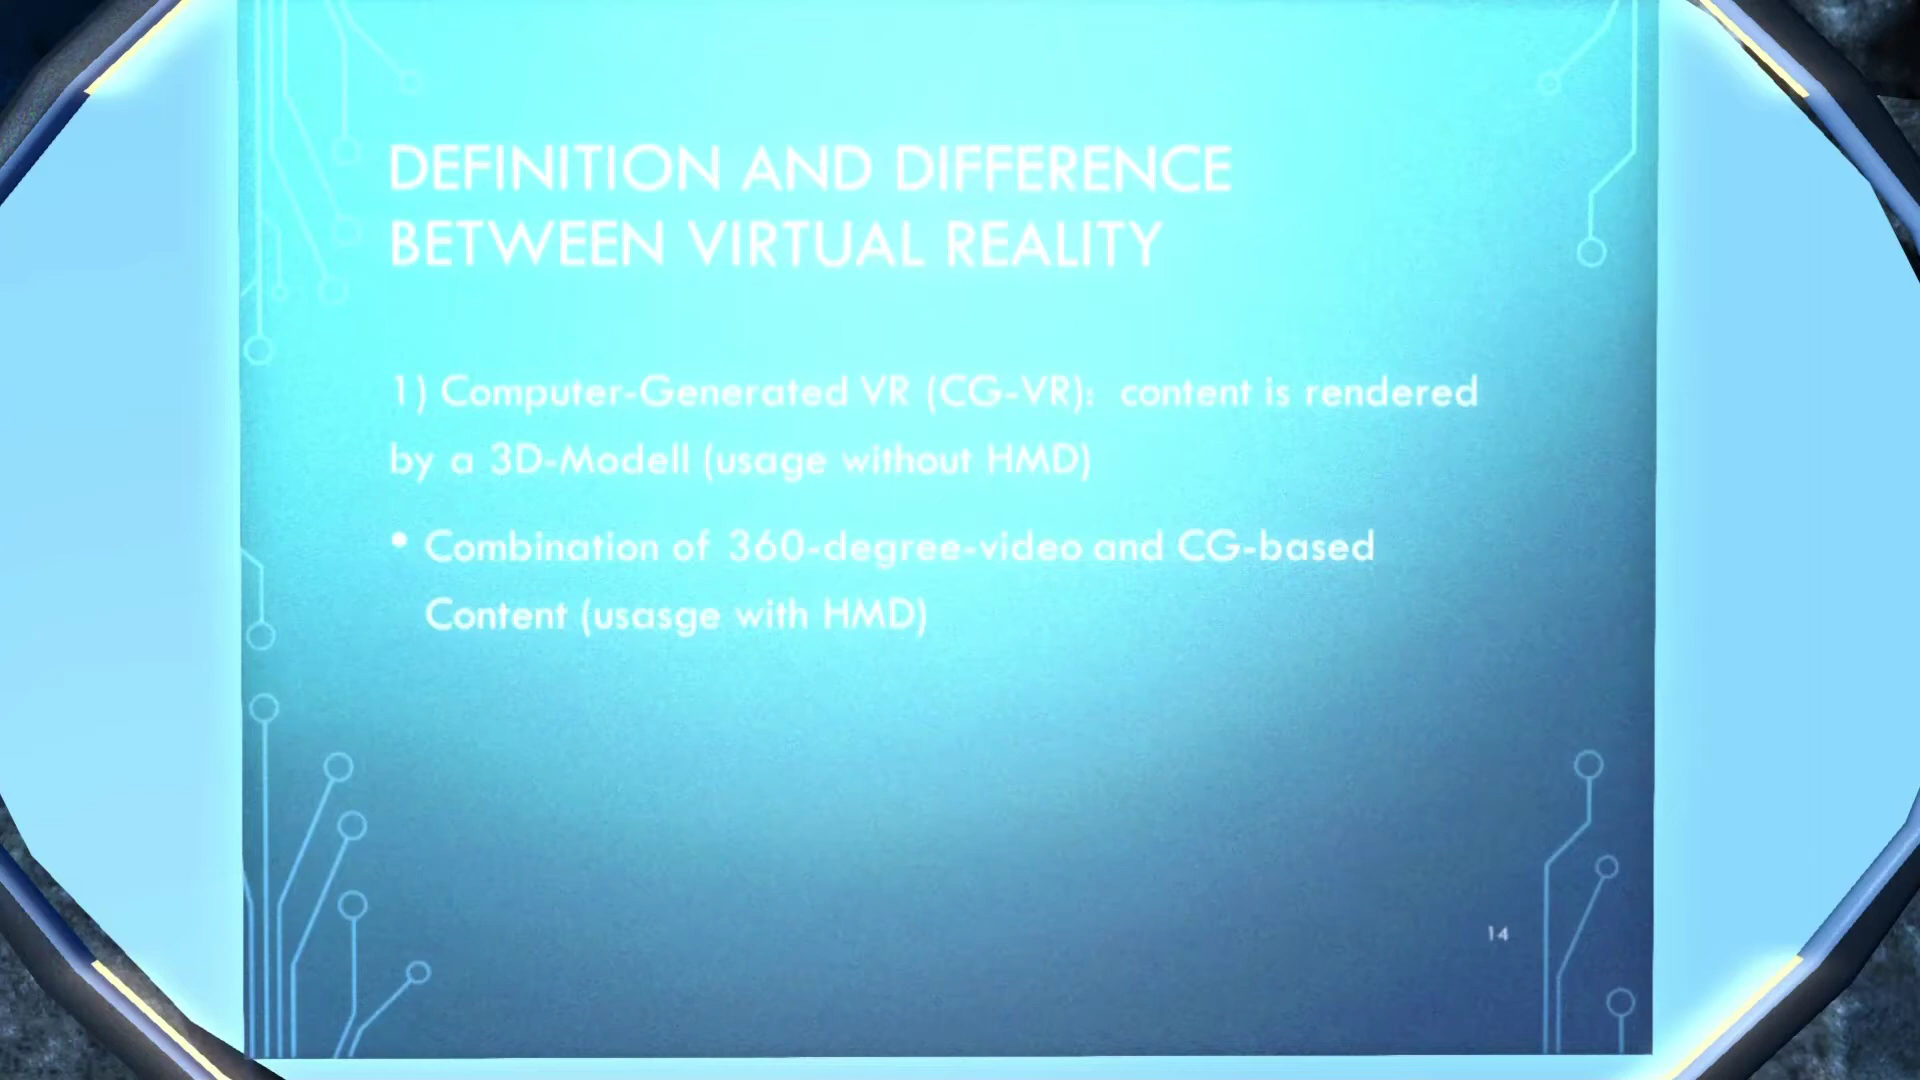 DEFINITION AND DIFFERENCE
BETWEEN VIRTUAL REALITY
1) Computer-Generated VR (CG-VR): content is rendered
by a 3D-Modell (usage without HMD)
• Combination of 360-degree-video and CG-based
Content (usasge with HMD)
14